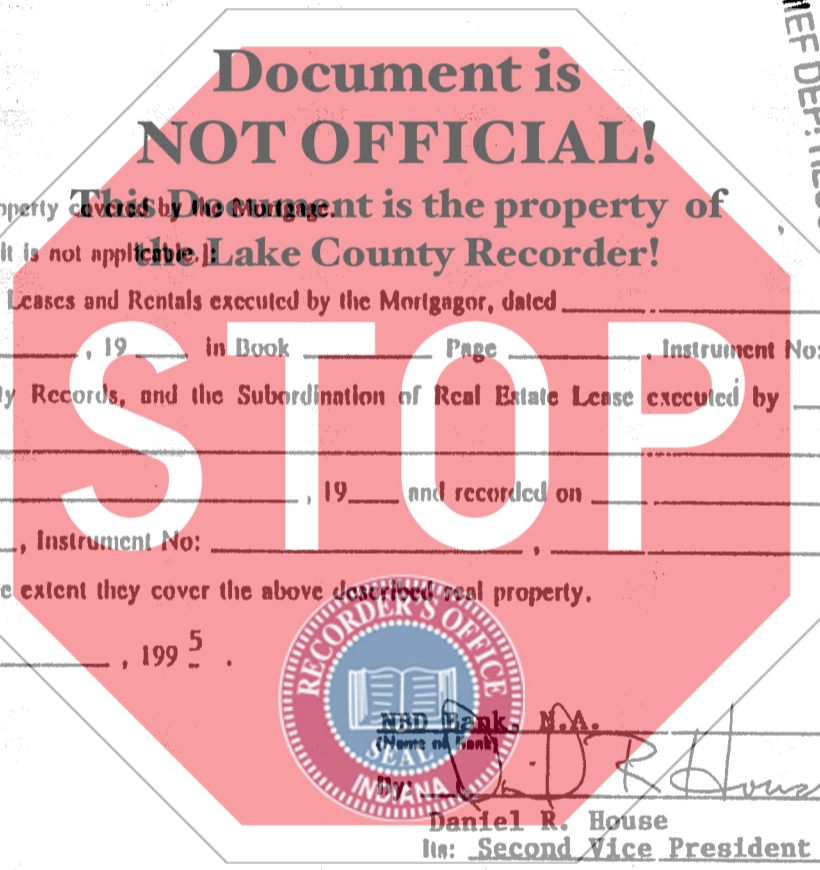 Document is
NOT OFFICIAL!
This Document is the property of
the Lake County Recorder!
operty covered by the Mortgage.
it is not applicable.]:
Leases and Rentals executed by the Mortgagor, dated
, 19 in Book Page , Instrument No:
y Records, and the Subordination of Real Estate Lease executed by
STOP
, 19 and recorded on
, Instrument No: ,
e extent they cover the above described real property.
, 199 5 .
RECORDER'S OFFICE
SEAL
INDIANA
NBD Bank, N.A.
(Name of Bank)
By: D R House
Daniel R. House
Its: Second Vice President